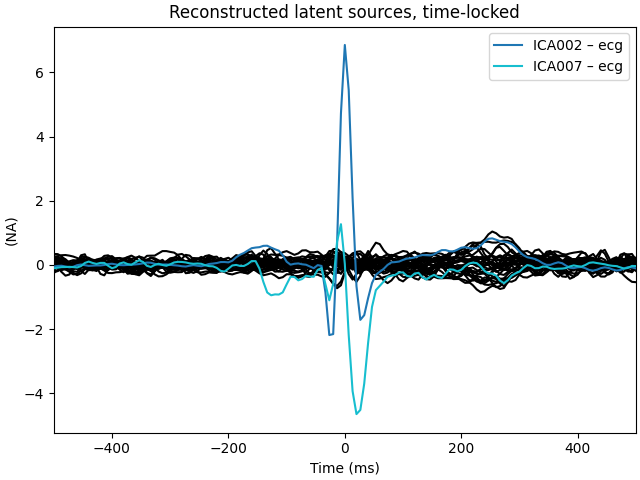 Reconstructed latent sources, time-locked
ICA002 – ecg
ICA007 – ecg
(NA)
6
4
2
0
−2
−4
−400
−200
0
200
400
Time (ms)